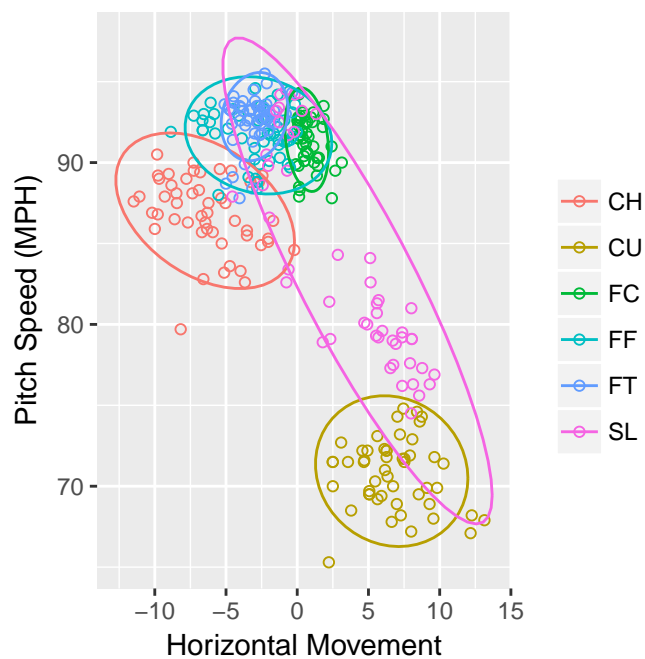 90
80
70
−10
−5
0
5
10
15
Horizontal Movement
Pitch Speed (MPH)
CH
CU
FC
FF
FT
SL